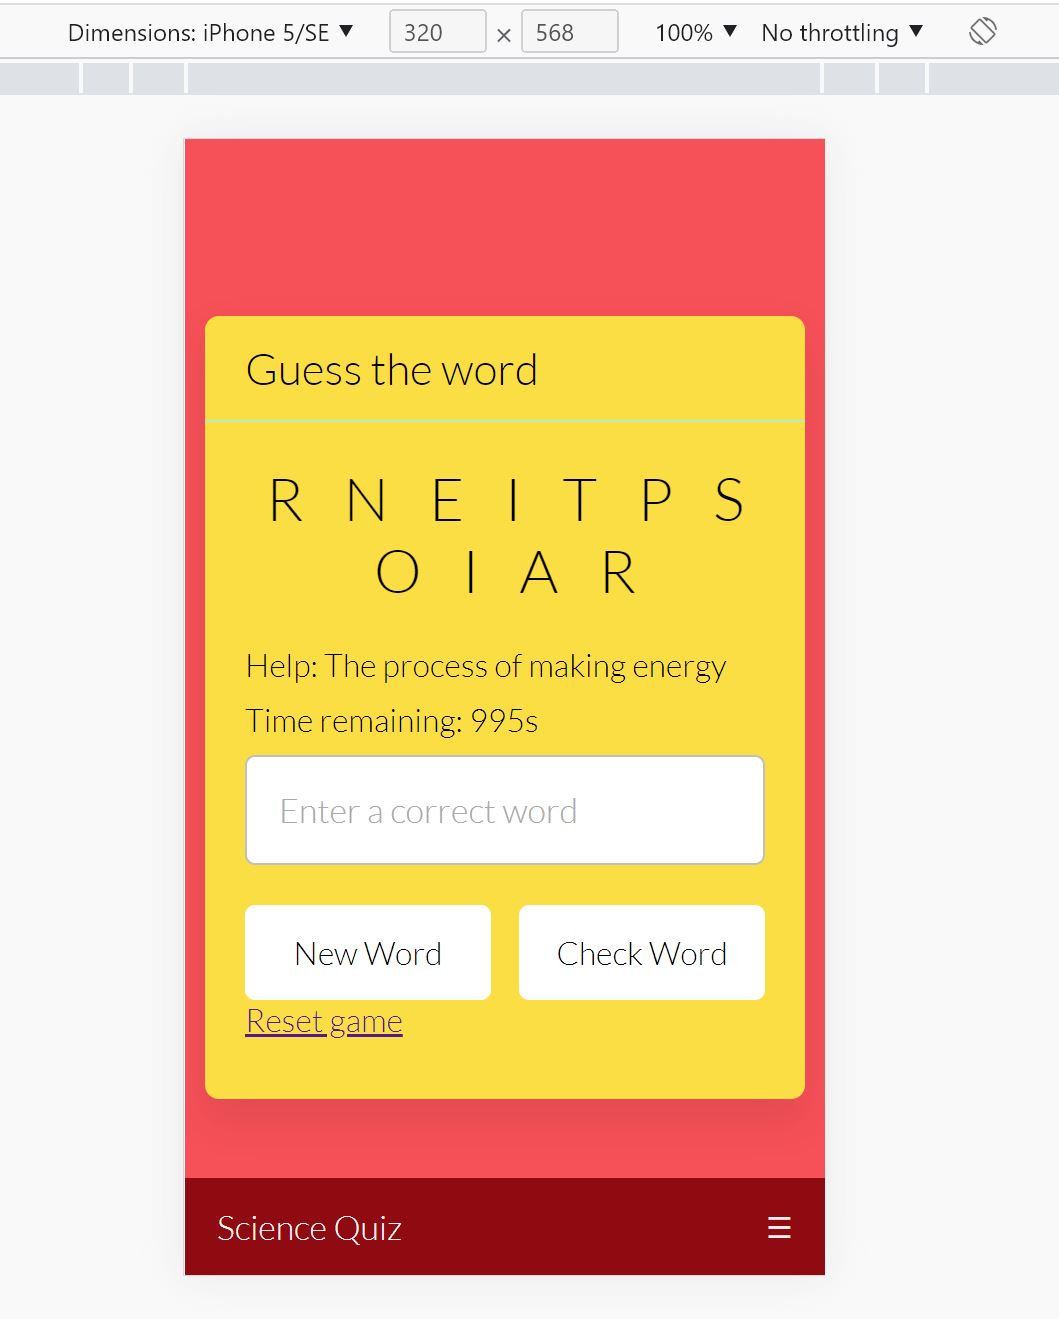 Dimensions: iPhone 5/SE ▼ 320 × 568 100% ▼ No throttling ▼
Guess the word
R N E I T P S
O I A R
Help: The process of making energy
Time remaining: 995s
Enter a correct word
New Word Check Word
Reset game
Science Quiz ☰